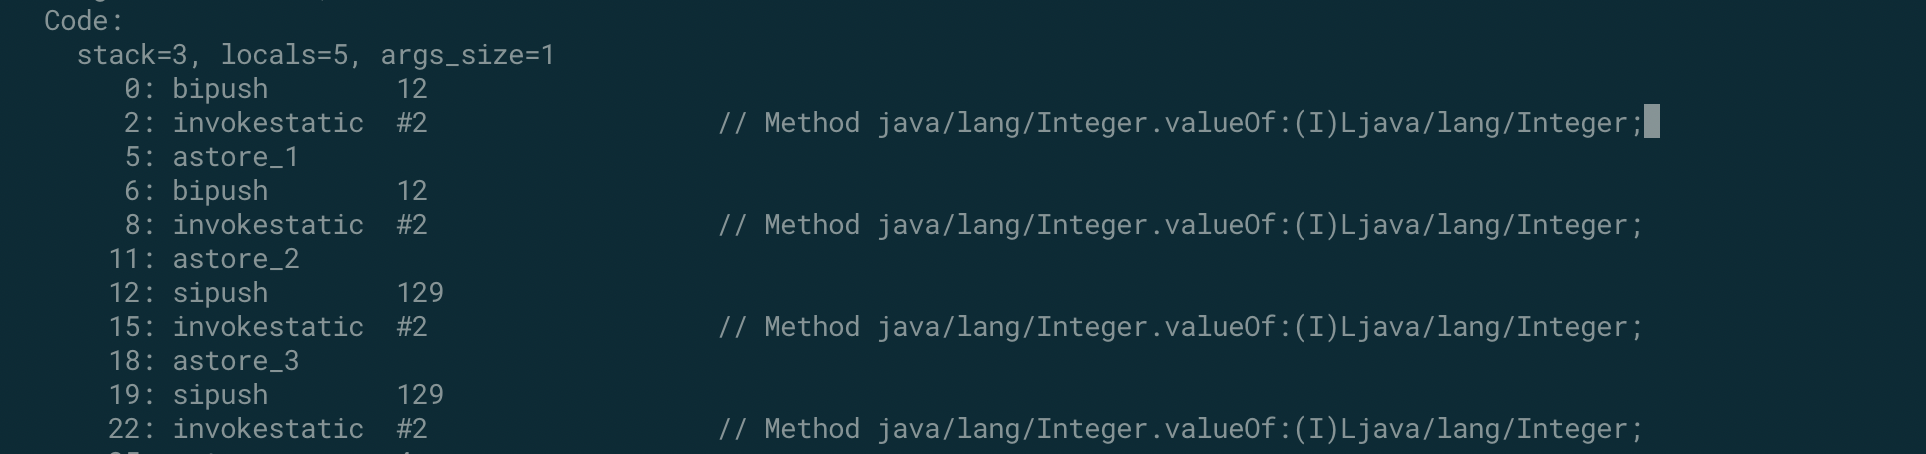 Code:
stack=3, locals=5, args_size=1
0: bipush 12
2: invokestatic #2 // Method java/lang/Integer.valueOf:(I)Ljava/lang/Integer;
5: astore_1
6: bipush 12
8: invokestatic #2 // Method java/lang/Integer.valueOf:(I)Ljava/lang/Integer;
11: astore_2
12: sipush 129
15: invokestatic #2 // Method java/lang/Integer.valueOf:(I)Ljava/lang/Integer;
18: astore_3
19: sipush 129
22: invokestatic #2 // Method java/lang/Integer.valueOf:(I)Ljava/lang/Integer;